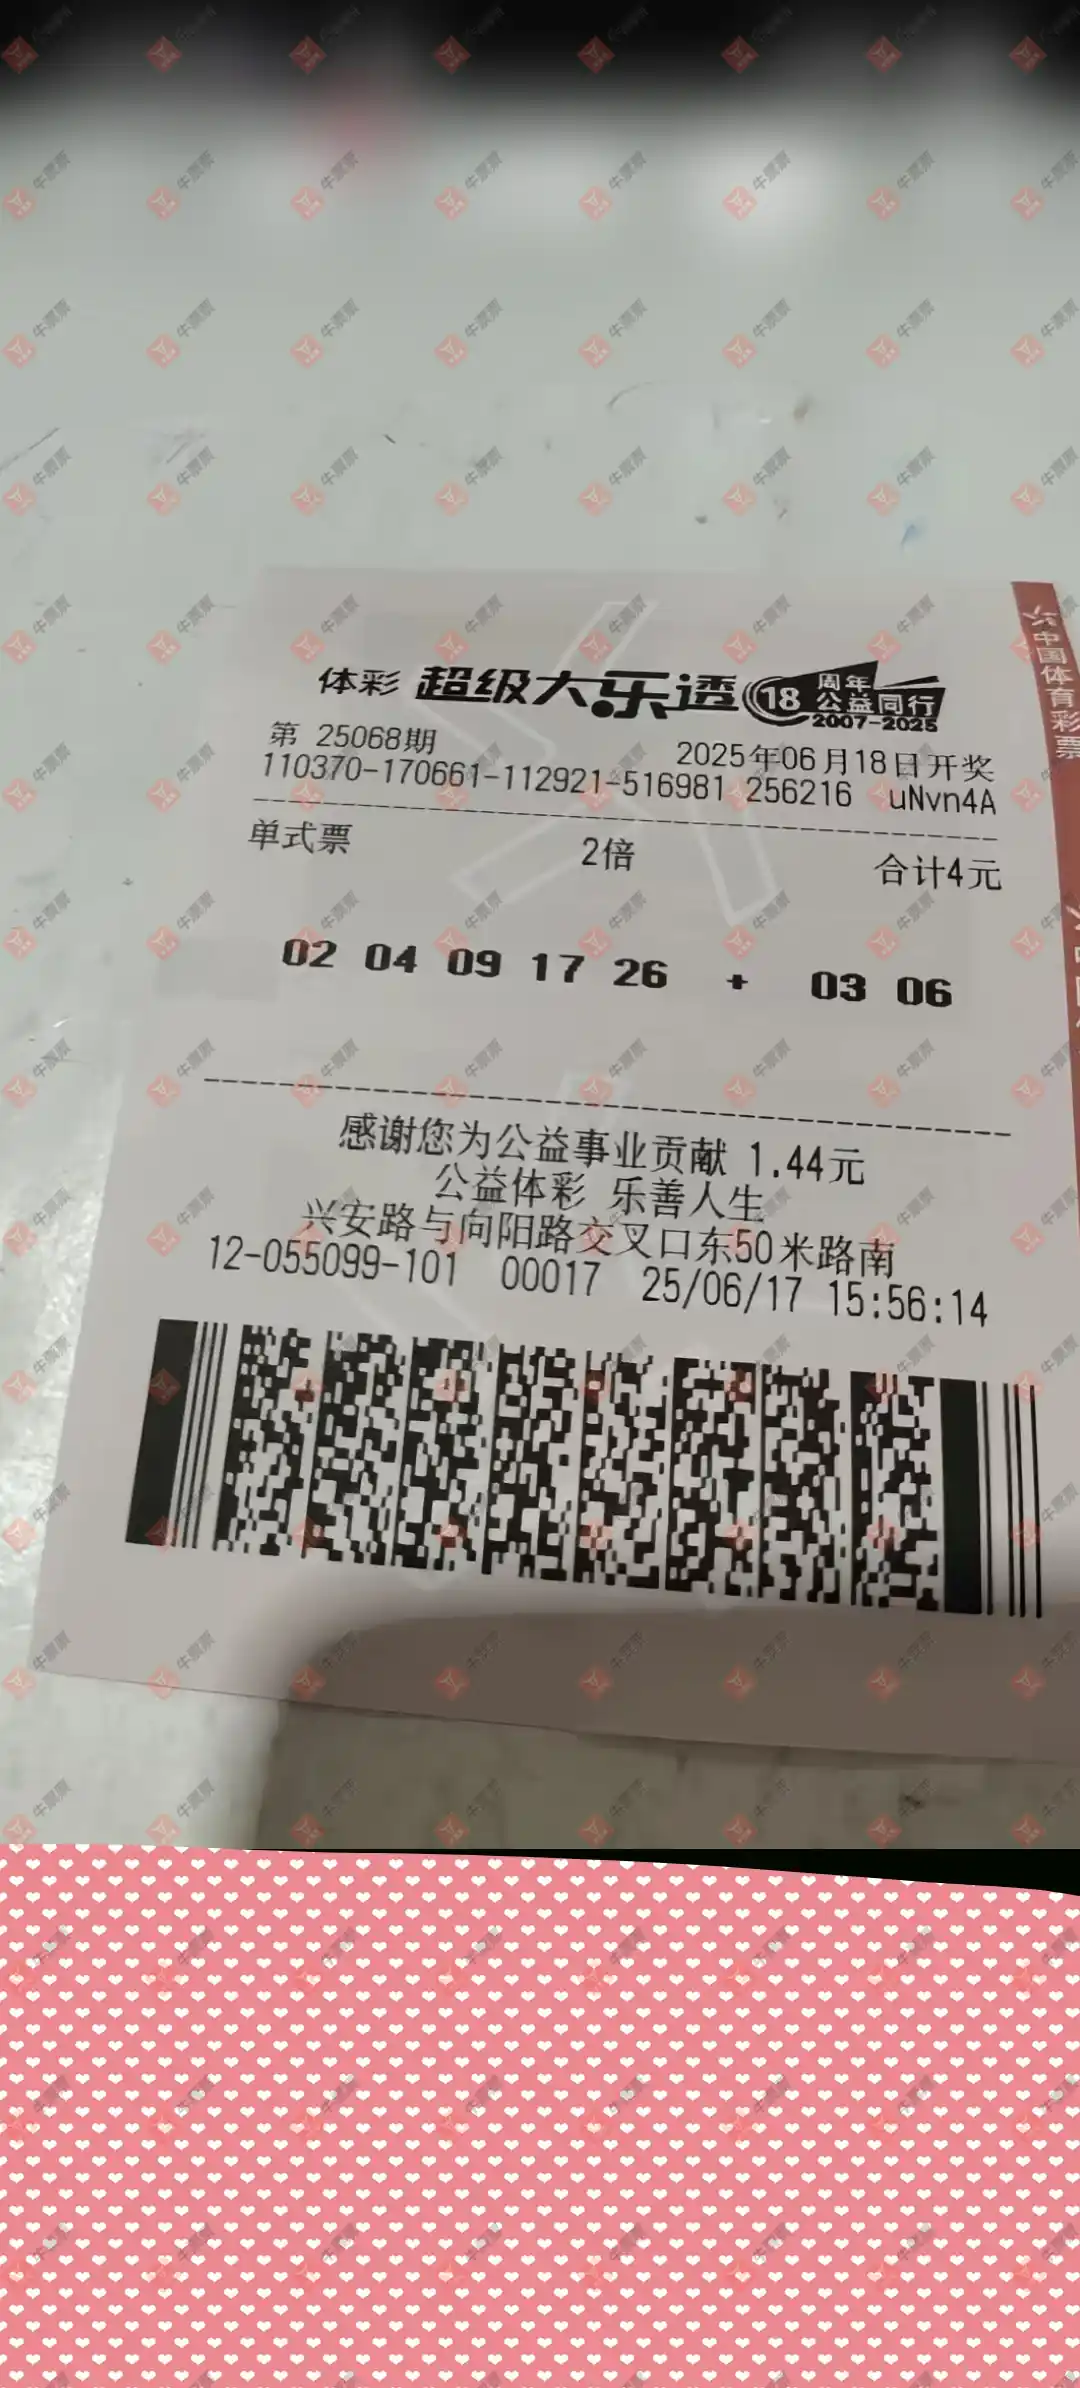 体彩 超级大乐透 18 周年 公益同行 2007-2025
第 25068期 2025年06月18日开奖
110370-170661-112921-516981 256216 uNvn4A
单式票 2倍 合计4元
02 04 09 17 26 + 03 06
感谢您为公益事业贡献 1.44元
公益体彩 乐善人生
兴安路与向阳路交叉口东50米路南
12-055099-101 00017 25/06/17 15:56:14
中国体育彩票
牛票票